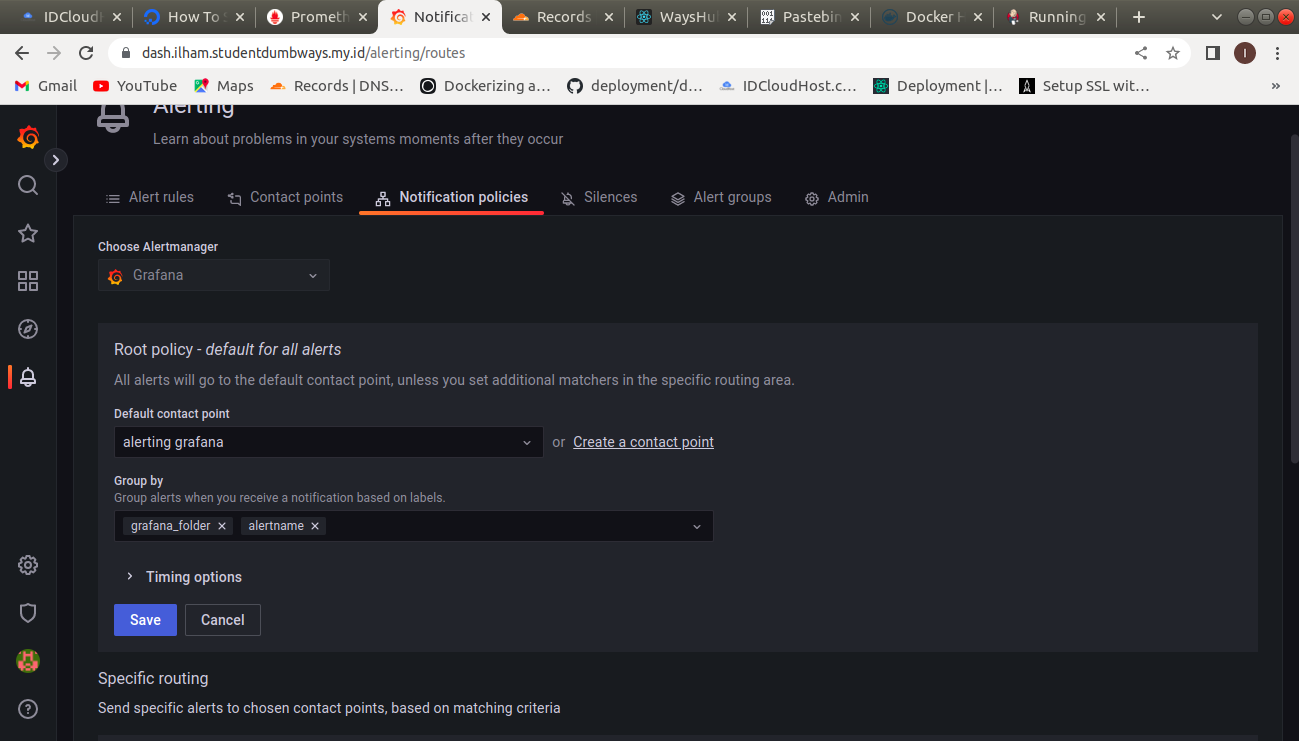 IDCloudH
How To S
Prometh
Notificat
Records
WaysHu
Pastebin
Docker H
Running
dash.ilham.studentdumbways.my.id/alerting/routes
I
Gmail
YouTube
Maps
Records | DNS...
Dockerizing a...
deployment/d...
IDCloudHost.c...
Deployment |...
Setup SSL wit...
»
Alerting
Learn about problems in your systems moments after they occur
Alert rules
Contact points
Notification policies
Silences
Alert groups
Admin
Choose Alertmanager
Grafana
Root policy - default for all alerts
All alerts will go to the default contact point, unless you set additional matchers in the specific routing area.
Default contact point
alerting grafana
or Create a contact point
Group by
Group alerts when you receive a notification based on labels.
grafana_folder
alertname
Timing options
Save
Cancel
Specific routing
Send specific alerts to chosen contact points, based on matching criteria